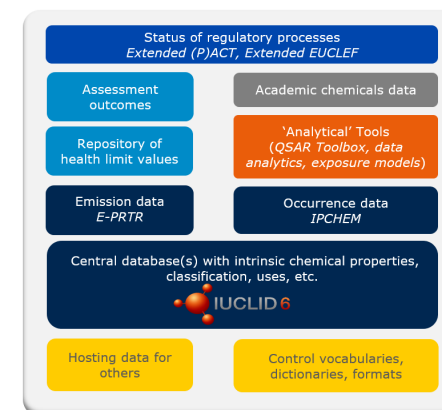 Status of regulatory processes
Extended (P)ACT, Extended EUCLEF
Assessment
outcomes
Academic chemicals data
Repository of
health limit values
‘Analytical’ Tools
(QSAR Toolbox, data
analytics, exposure models)
Emission data
E-PRTR
Occurrence data
IPCHEM
Central database(s) with intrinsic chemical properties,
classification, uses, etc.
IUCLID 6
Hosting data for
others
Control vocabularies,
dictionaries, formats